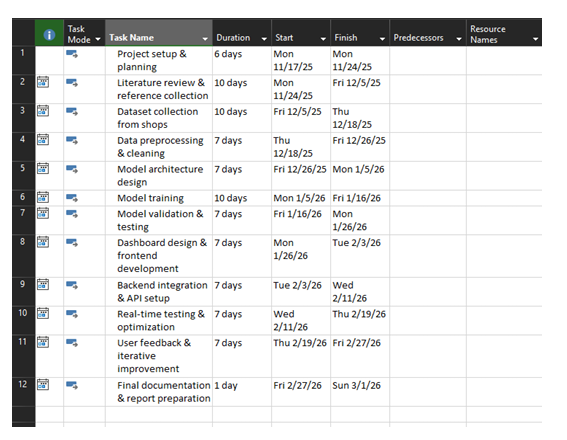 Task
Mode Task Name Duration Start Finish Predecessors Resource
Names
1 Project setup & 6 days Mon Mon
planning 11/17/25 11/24/25
2 Literature review & 10 days Mon Fri 12/5/25
reference collection 11/24/25
3 Dataset collection 10 days Fri 12/5/25 Thu
from shops 12/18/25
4 Data preprocessing 7 days Thu Fri 12/26/25
& cleaning 12/18/25
5 Model architecture 7 days Fri 12/26/25 Mon 1/5/26
design
6 Model training 10 days Mon 1/5/26 Fri 1/16/26
7 Model validation & 7 days Fri 1/16/26 Mon
testing 1/26/26
8 Dashboard design & 7 days Mon Tue 2/3/26
frontend 1/26/26
development
9 Backend integration 7 days Tue 2/3/26 Wed
& API setup 2/11/26
10 Real-time testing & 7 days Wed Thu 2/19/26
optimization 2/11/26
11 User feedback & 7 days Thu 2/19/26 Fri 2/27/26
iterative
improvement
12 Final documentation 1 day Fri 2/27/26 Sun 3/1/26
& report preparation